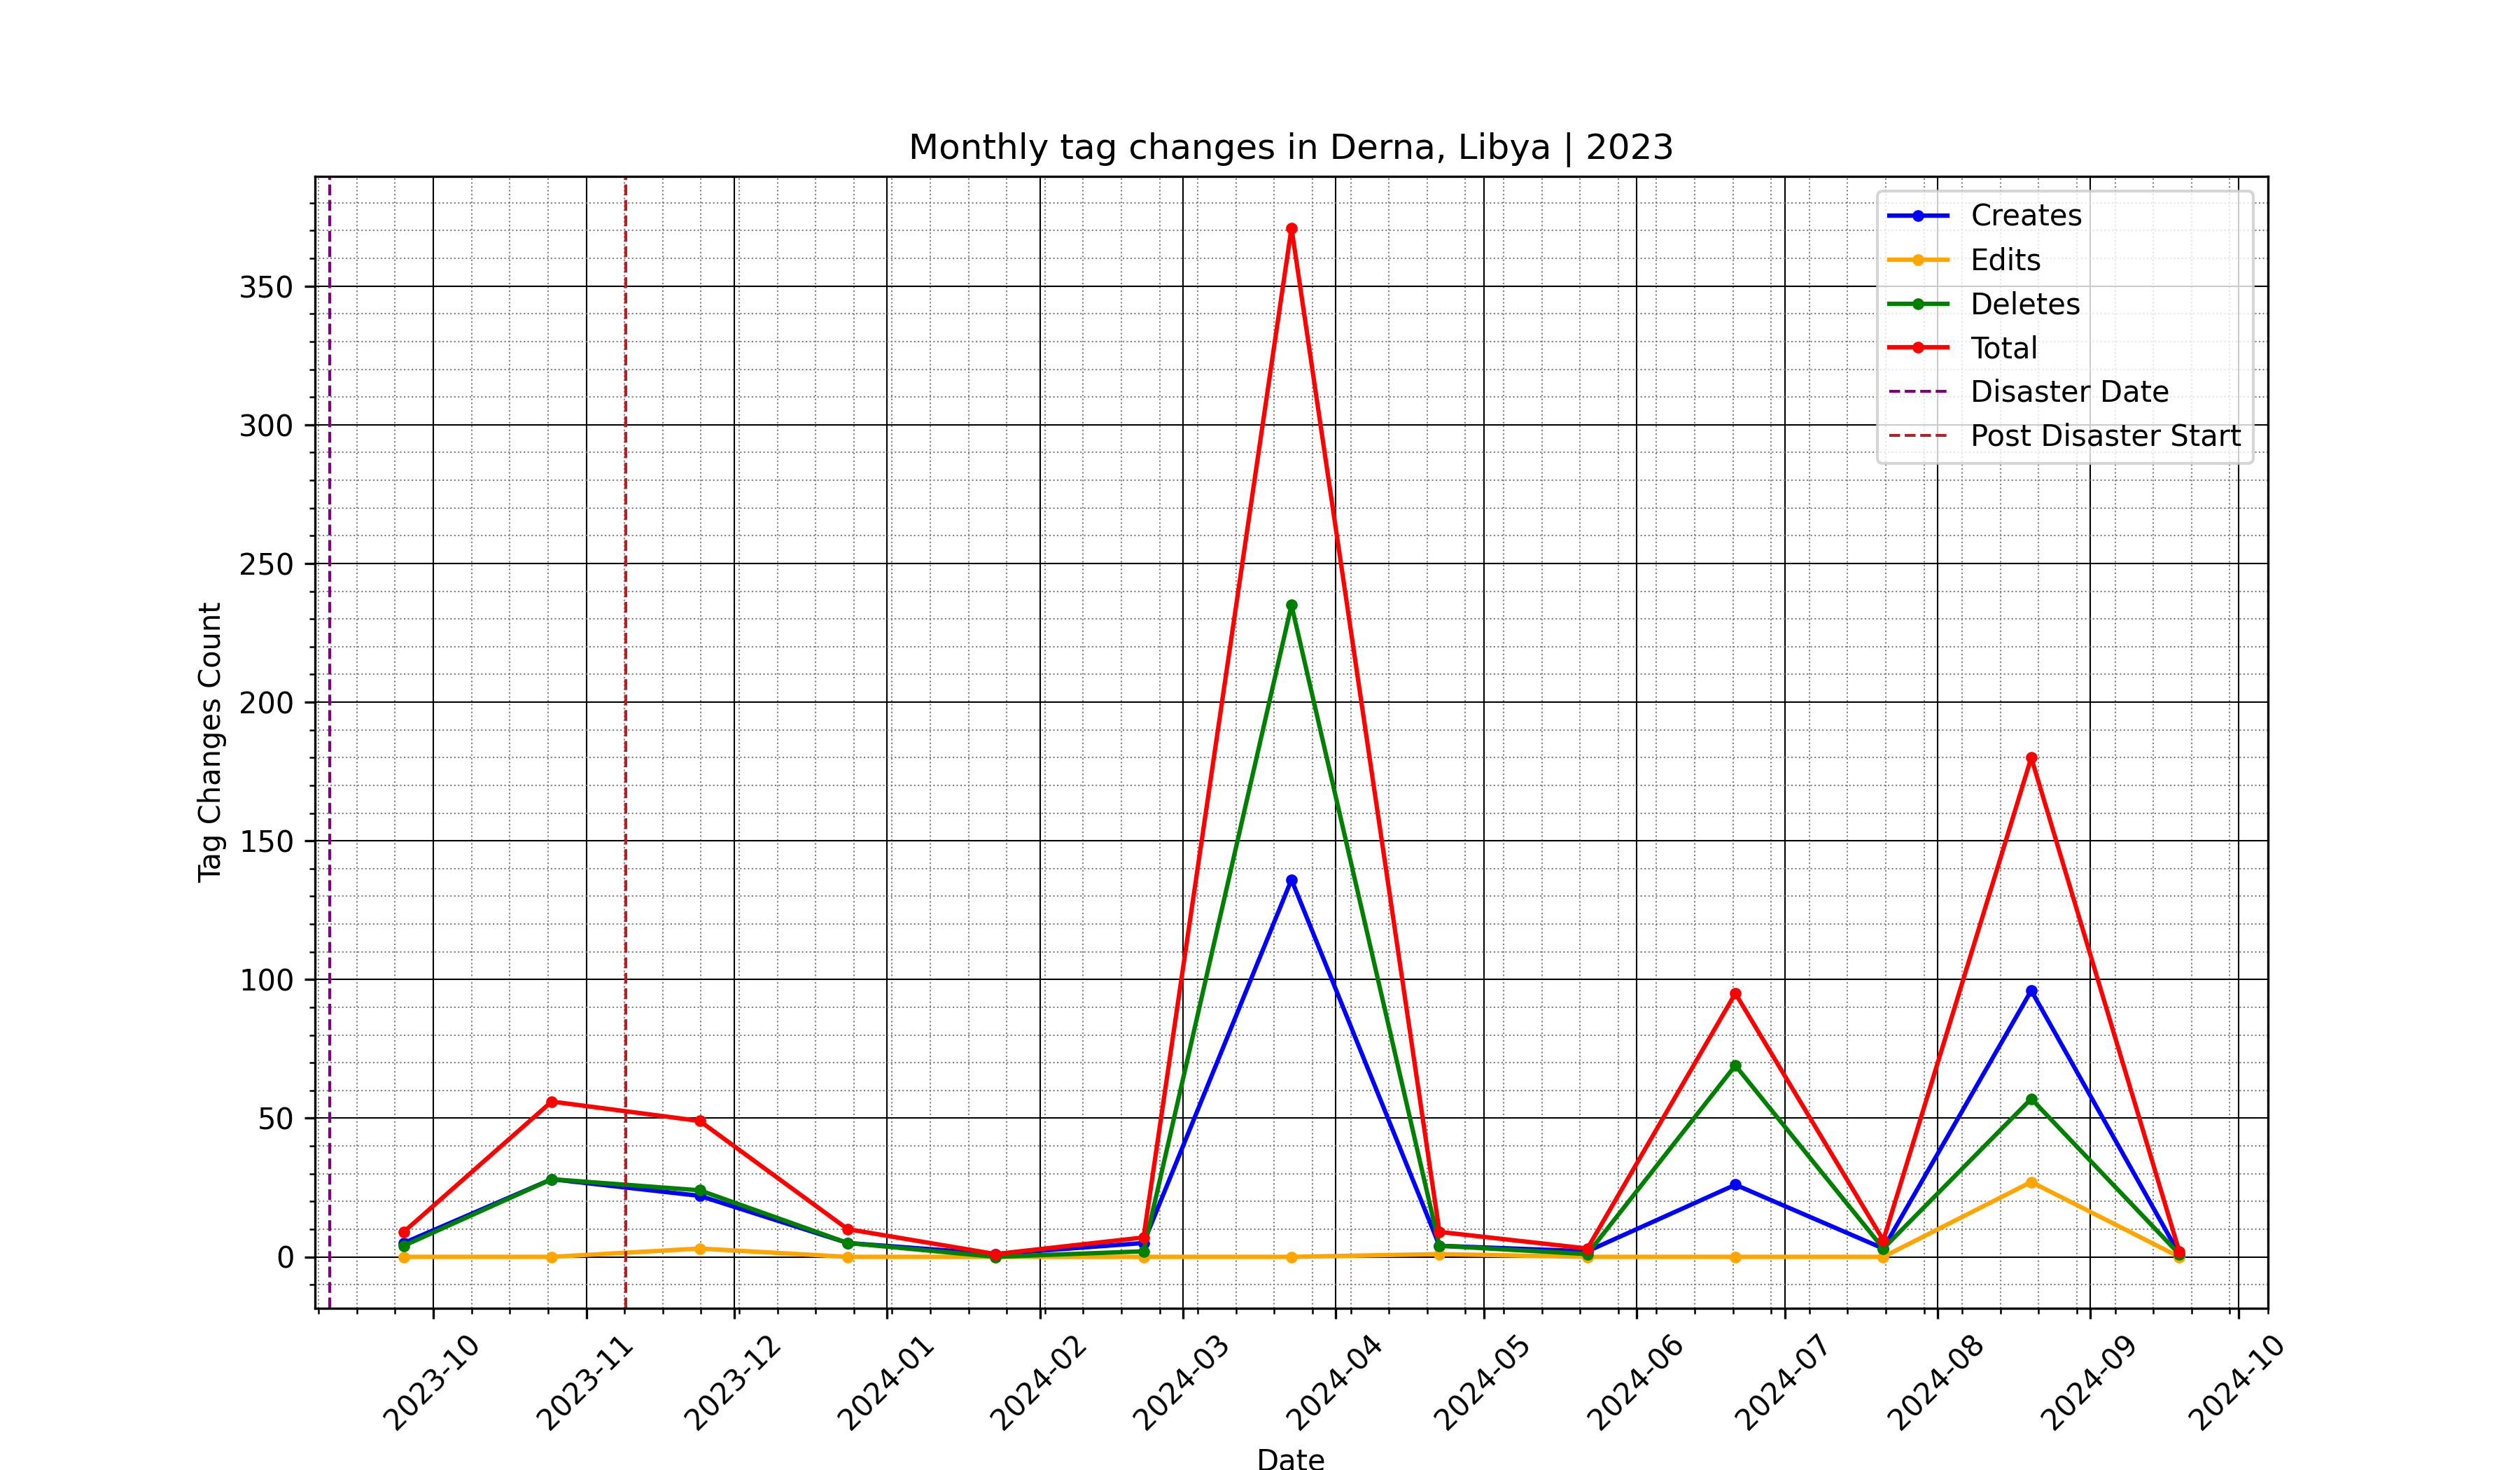 Monthly tag changes in Derna, Libya | 2023
Creates
Edits
Deletes
Total
Disaster Date
Post Disaster Start
Tag Changes Count
350
300
250
200
150
100
50
0
2023-10
2023-11
2023-12
2024-01
2024-02
2024-03
2024-04
2024-05
2024-06
2024-07
2024-08
2024-09
2024-10
Date